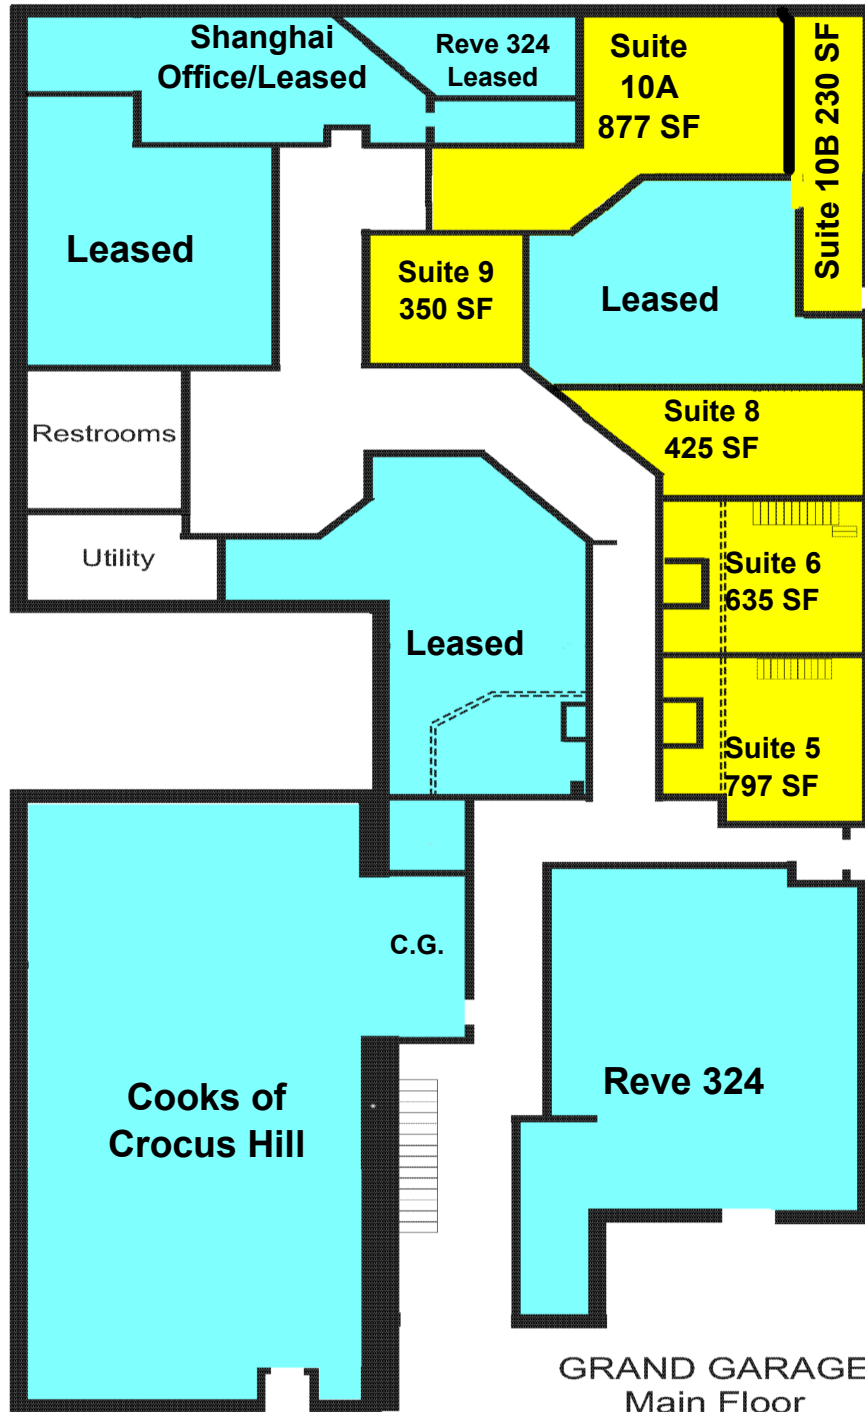 Shanghai
Office/Leased
Reve 324
Leased
Suite
10A
877 SF
Suite 10B 230 SF
Leased
Suite 9
350 SF
Leased
Restrooms
Suite 8
425 SF
Utility
Suite 6
635 SF
Leased
Suite 5
797 SF
C.G.
Cooks of
Crocus Hill
Reve 324
GRAND GARAGE
Main Floor